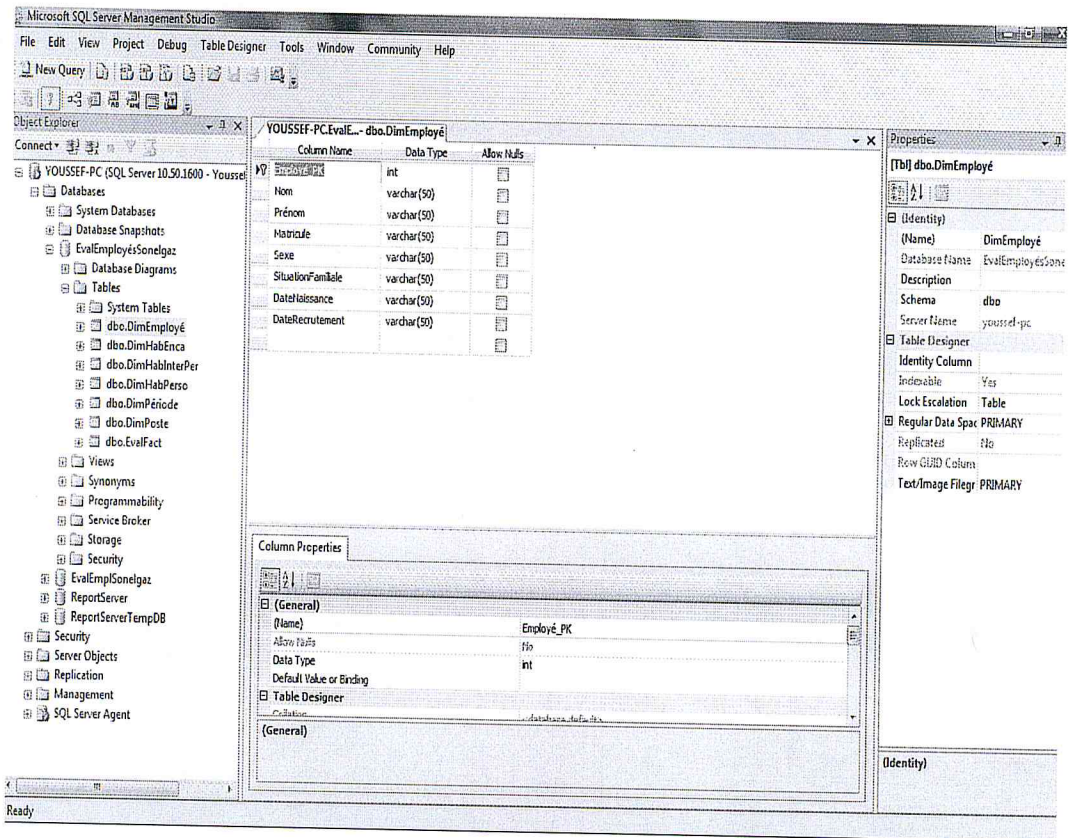 Microsoft SQL Server Management Studio
File Edit View Project Debug Table Designer Tools Window Community Help
New Query
Object Explorer
Connect
YOUSSEF-PC (SQL Server 10.50.1600 - Yousset
Databases
System Databases
Database Snapshots
EvalEmployésSonelgaz
Database Diagrams
Tables
System Tables
dbo.DimEmployé
dbo.DimHabEnca
dbo.DimHabInterPer
dbo.DimHabPerso
dbo.DimPériode
dbo.DimPoste
dbo.EvalFact
Views
Synonyms
Programmability
Service Broker
Storage
Security
EvalEmplSonelgaz
ReportServer
ReportServerTempDB
Security
Server Objects
Replication
Management
SQL Server Agent
YOUSSEF-PC.EvalE...- dbo.DimEmployé
Column Name Data Type Allow Nulls
Employé_PK int
Nom varchar(50)
Prénom varchar(50)
Matricule varchar(50)
Sexe varchar(50)
SituationFamiliale varchar(50)
DateNaissance varchar(50)
DateRecrutement varchar(50)
Column Properties
(General)
(Name) Employé_PK
Allow Nulls No
Data Type int
Default Value or Binding
Table Designer
Collation <database default>
(General)
Properties
[Tbl] dbo.DimEmployé
(Identity)
(Name) DimEmployé
Database Name EvalEmployésSone
Description
Schema dbo
Server Name youssef-pc
Table Designer
Identity Column
Indexable Yes
Lock Escalation Table
Regular Data Spac PRIMARY
Replicated No
Row GUID Colum
Text/Image Filegr PRIMARY
(Identity)
Ready